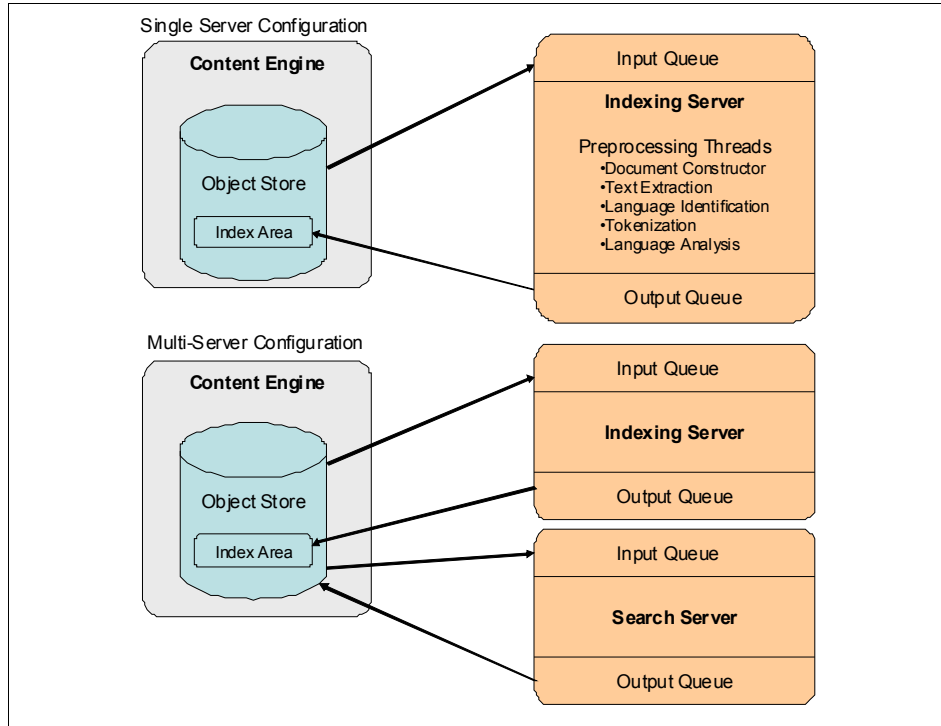 Single Server Configuration
Content Engine
Object Store
Index Area
Input Queue
Indexing Server
Preprocessing Threads
•Document Constructor
•Text Extraction
•Language Identification
•Tokenization
•Language Analysis
Output Queue
Multi-Server Configuration
Content Engine
Object Store
Index Area
Input Queue
Indexing Server
Output Queue
Input Queue
Search Server
Output Queue